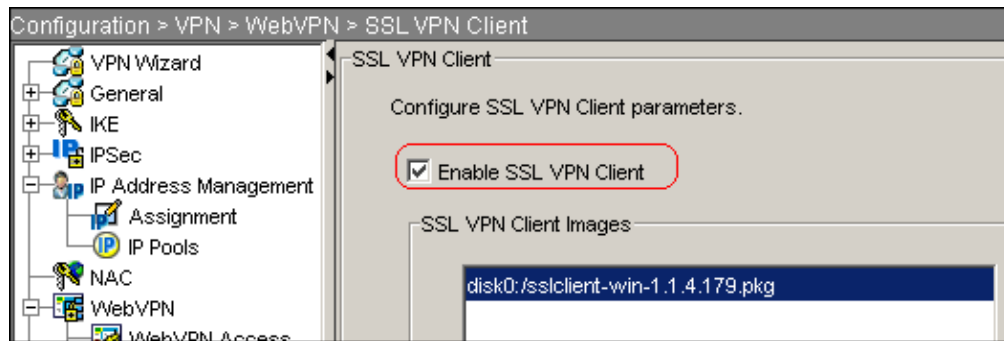 Configuration > VPN > WebVPN > SSL VPN Client
VPN Wizard
General
IKE
IPSec
IP Address Management
Assignment
IP Pools
NAC
WebVPN
WebVPN Access
SSL VPN Client
Configure SSL VPN Client parameters.
Enable SSL VPN Client
SSL VPN Client Images
disk0:/sslclient-win-1.1.4.179.pkg